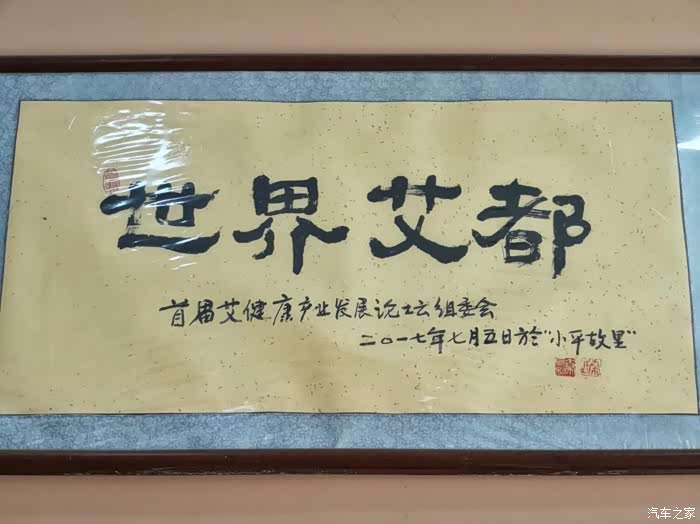 世界艾都
首届艾健康产业发展论坛组委会
二〇一七年七月五日於"小平故里"
汽车之家